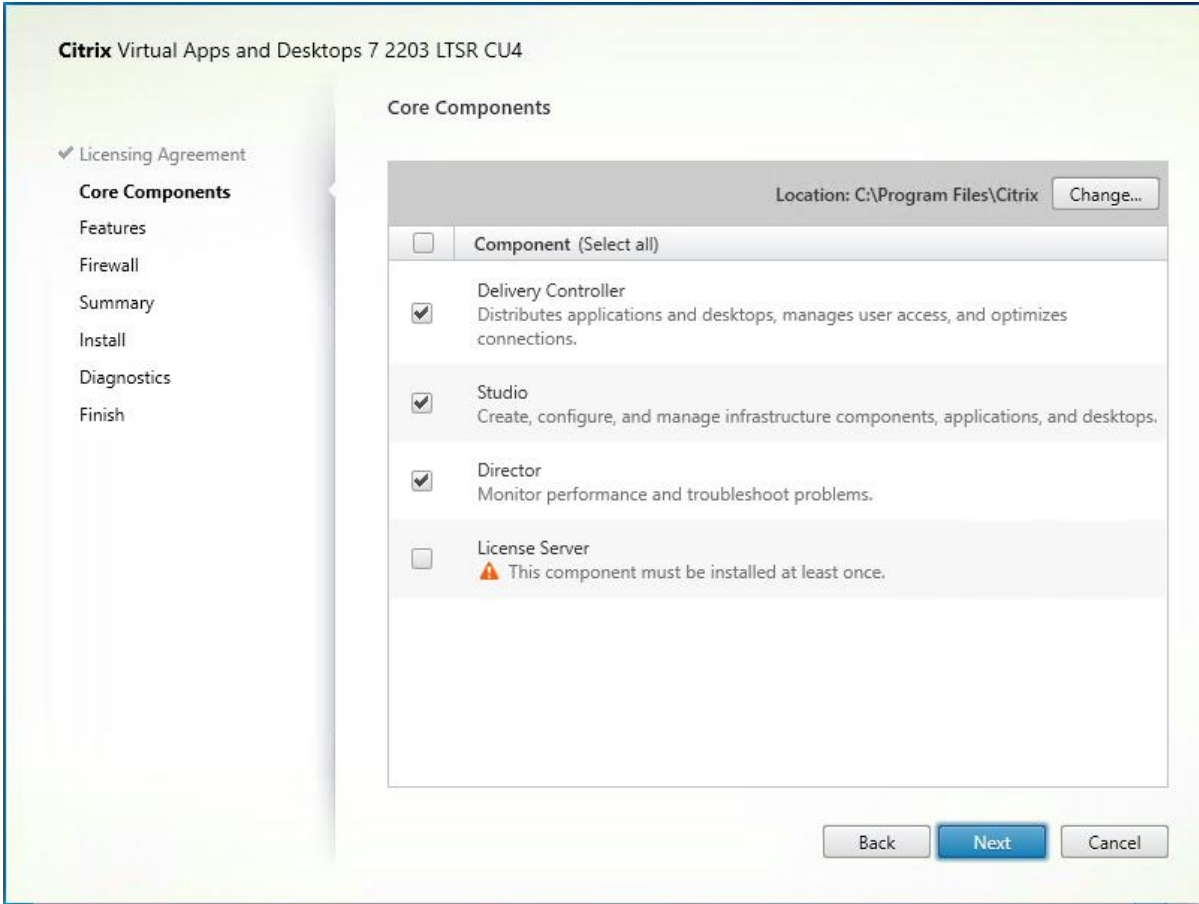 Citrix Virtual Apps and Desktops 7 2203 LTSR CU4
Core Components
Licensing Agreement
Core Components
Features
Firewall
Summary
Install
Diagnostics
Finish
Location: C:\Program Files\Citrix
Change...
Component (Select all)
Delivery Controller
Distributes applications and desktops, manages user access, and optimizes
connections.
Studio
Create, configure, and manage infrastructure components, applications, and desktops.
Director
Monitor performance and troubleshoot problems.
License Server
This component must be installed at least once.
Back
Next
Cancel